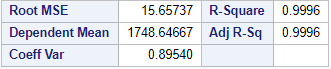 Root MSE 15.65737 R-Square 0.9996
Dependent Mean 1748.64667 Adj R-Sq 0.9996
Coeff Var 0.89540